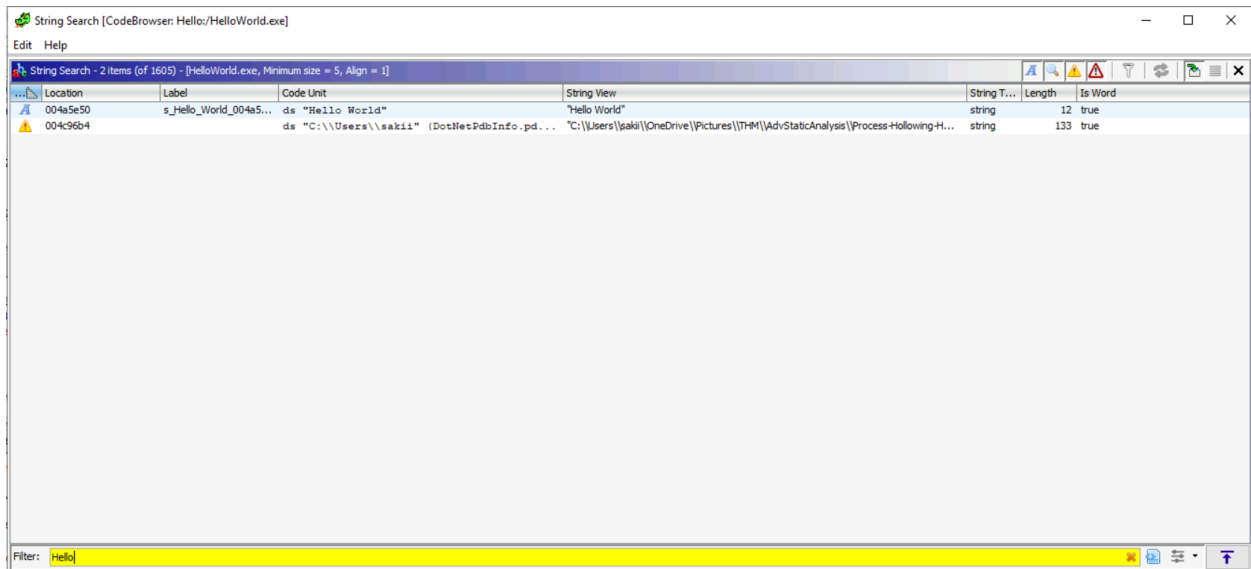 String Search [CodeBrowser: Hello:/HelloWorld.exe]
Edit Help
String Search - 2 items (of 1605) - [HelloWorld.exe, Minimum size = 5, Align = 1]
... Location Label Code Unit String View String T... Length Is Word
004a5e50 s_Hello_World_004a5... ds "Hello World" "Hello World" string 12 true
004c96b4 ds "C:\\Users\\sakii" (DotNetPdbInfo.pd... "C:\\Users\\sakii\\OneDrive\\Pictures\\THM\\AdvStaticAnalysis\\Process-Hollowing-H... string 133 true
Filter: Hello